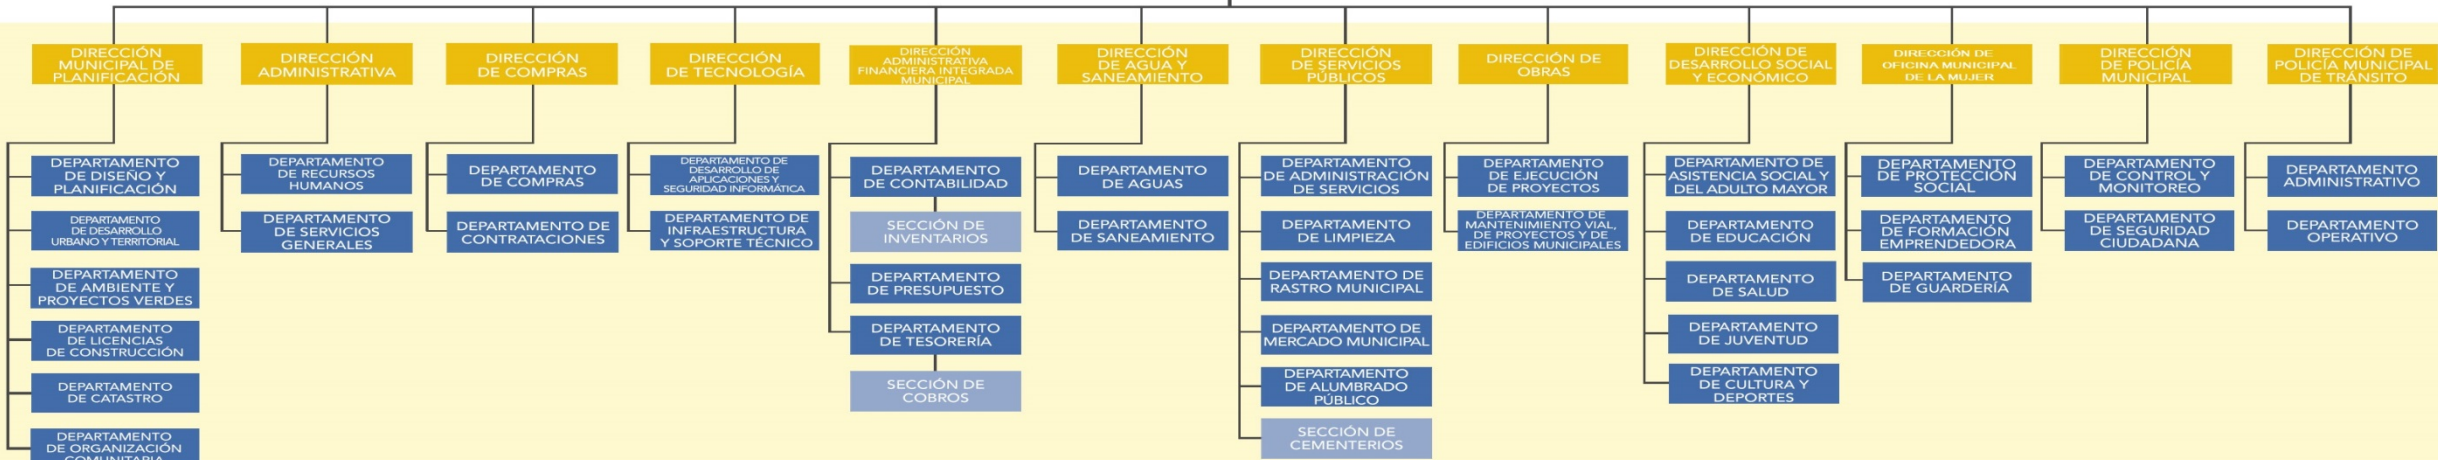 DIRECCIÓN
MUNICIPAL DE
PLANIFICACIÓN
DEPARTAMENTO
DE DISEÑO Y
PLANIFICACIÓN
DEPARTAMENTO
DE DESARROLLO
URBANO Y TERRITORIAL
DEPARTAMENTO
DE AMBIENTE Y
PROYECTOS VERDES
DEPARTAMENTO
DE LICENCIAS
DE CONSTRUCCIÓN
DEPARTAMENTO
DE CATASTRO
DEPARTAMENTO
DE ORGANIZACIÓN
COMUNITARIA
DIRECCIÓN
ADMINISTRATIVA
DEPARTAMENTO
DE RECURSOS
HUMANOS
DEPARTAMENTO
DE SERVICIOS
GENERALES
DIRECCIÓN
DE COMPRAS
DEPARTAMENTO
DE COMPRAS
DEPARTAMENTO DE
CONTRATACIONES
DIRECCIÓN
DE TECNOLOGÍA
DEPARTAMENTO DE
DESARROLLO DE
APLICACIONES Y
SEGURIDAD INFORMÁTICA
DEPARTAMENTO DE
INFRAESTRUCTURA
Y SOPORTE TÉCNICO
DIRECCIÓN
ADMINISTRATIVA
FINANCIERA INTEGRADA
MUNICIPAL
DEPARTAMENTO
DE CONTABILIDAD
SECCIÓN DE
INVENTARIOS
DEPARTAMENTO
DE PRESUPUESTO
DEPARTAMENTO
DE TESORERÍA
SECCIÓN DE
COBROS
DIRECCIÓN
DE AGUA Y
SANEAMIENTO
DEPARTAMENTO
DE AGUAS
DEPARTAMENTO
DE SANEAMIENTO
DIRECCIÓN
DE SERVICIOS
PÚBLICOS
DEPARTAMENTO
DE ADMINISTRACIÓN
DE SERVICIOS
DEPARTAMENTO
DE LIMPIEZA
DEPARTAMENTO DE
RASTRO MUNICIPAL
DEPARTAMENTO DE
MERCADO MUNICIPAL
DEPARTAMENTO
DE ALUMBRADO
PÚBLICO
SECCIÓN DE
CEMENTERIOS
DIRECCIÓN DE
OBRAS
DEPARTAMENTO
DE EJECUCIÓN
DE PROYECTOS
DEPARTAMENTO DE
MANTENIMIENTO VIAL,
DE PROYECTOS Y DE
EDIFICIOS MUNICIPALES
DIRECCIÓN DE
DESARROLLO SOCIAL
Y ECONÓMICO
DEPARTAMENTO DE
ASISTENCIA SOCIAL Y
DEL ADULTO MAYOR
DEPARTAMENTO
DE EDUCACIÓN
DEPARTAMENTO
DE SALUD
DEPARTAMENTO
DE JUVENTUD
DEPARTAMENTO
DE CULTURA Y
DEPORTES
DIRECCIÓN DE
OFICINA MUNICIPAL
DE LA MUJER
DEPARTAMENTO
DE PROTECCIÓN
SOCIAL
DEPARTAMENTO
DE FORMACIÓN
EMPRENDEDORA
DEPARTAMENTO
DE GUARDERÍA
DIRECCIÓN
DE POLICÍA
MUNICIPAL
DEPARTAMENTO
DE CONTROL Y
MONITOREO
DEPARTAMENTO
DE SEGURIDAD
CIUDADANA
DIRECCIÓN DE
POLICÍA MUNICIPAL
DE TRÁNSITO
DEPARTAMENTO
ADMINISTRATIVO
DEPARTAMENTO
OPERATIVO